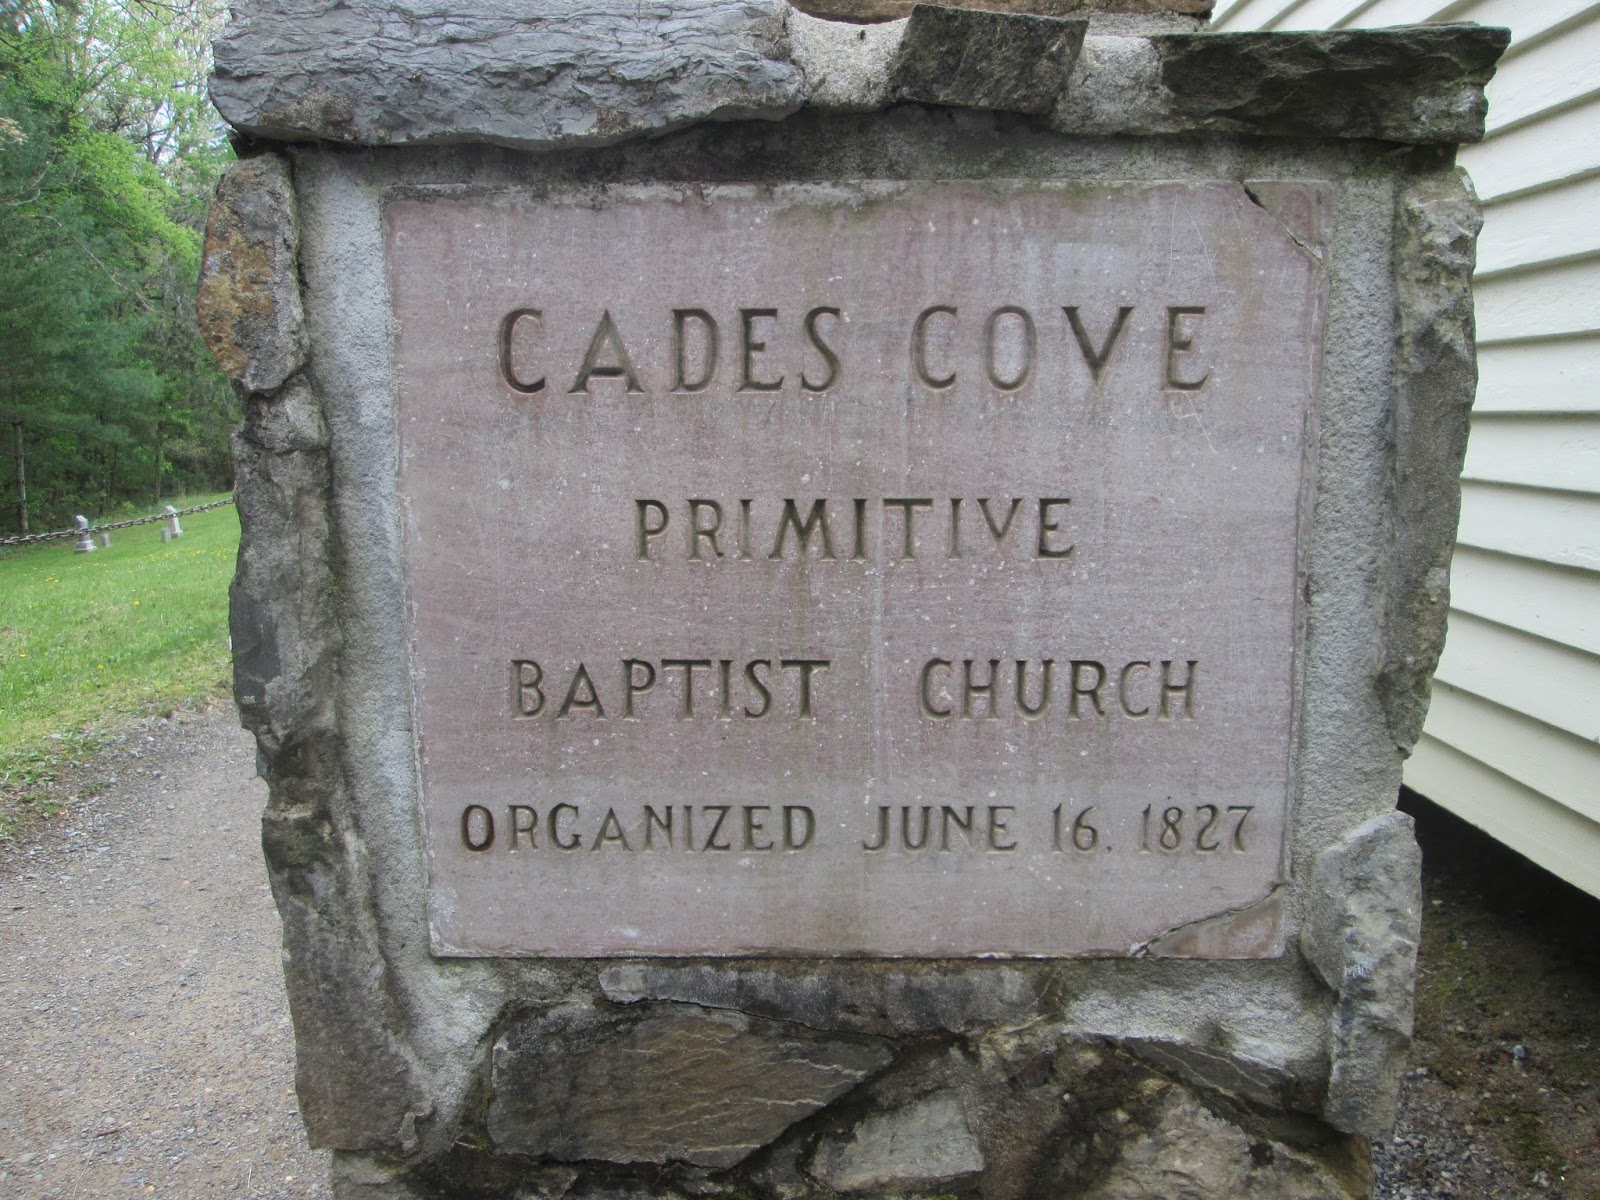 CADES COVE
PRIMITIVE
BAPTIST CHURCH
ORGANIZED JUNE 16, 1827